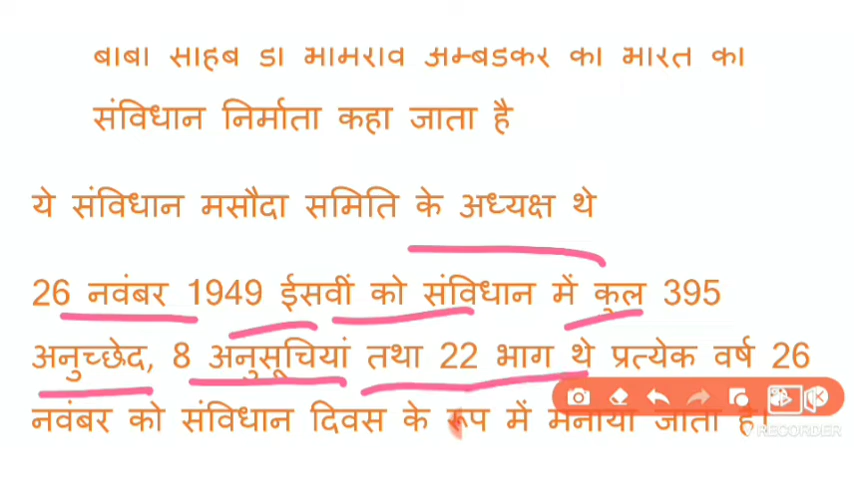 बाबा साहेब डॉ भीमराव अम्बेडकर को भारत का
संविधान निर्माता कहा जाता है
ये संविधान मसौदा समिति के अध्यक्ष थे
26 नवंबर 1949 ईसवीं को संविधान में कुल 395
अनुच्छेद, 8 अनुसूचियां तथा 22 भाग थे प्रत्येक वर्ष 26
नवंबर को संविधान दिवस के रूप में मनाया जाता है।
RECORDER